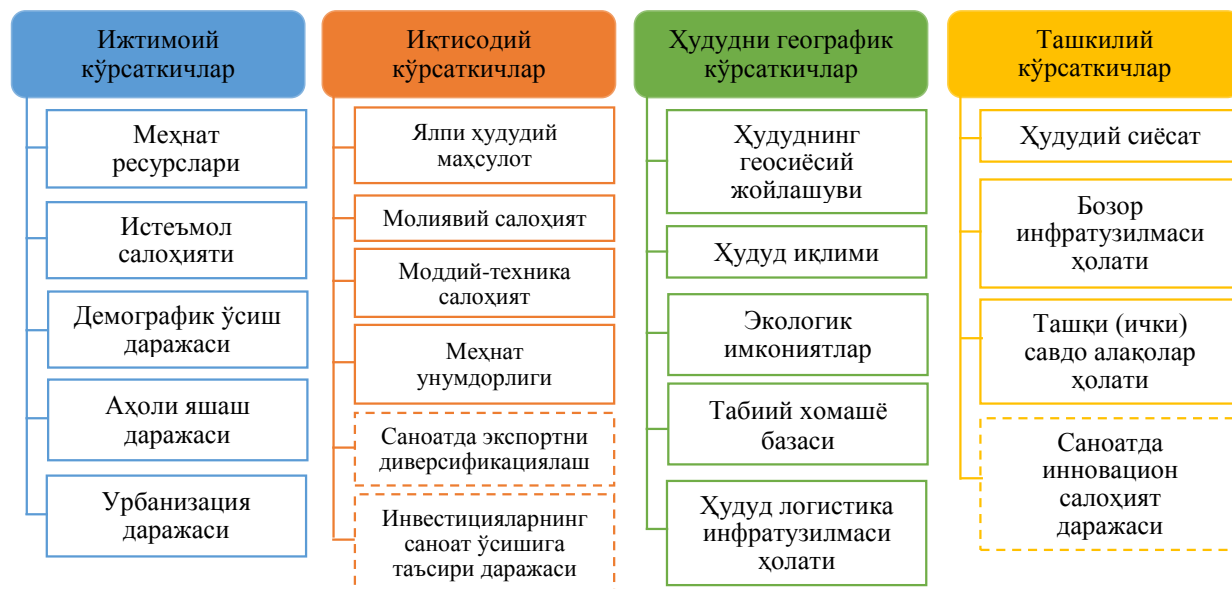 Ижтимоий
кўрсаткичлар
Меҳнат
ресурслари
Истеъмол
салоҳияти
Демографик ўсиш
даражаси
Аҳоли яшаш
даражаси
Урбанизация
даражаси
Иқтисодий
кўрсаткичлар
Ялпи ҳудудий
маҳсулот
Молиявий салоҳият
Моддий-техника
салоҳият
Меҳнат
унумдорлиги
Саноатда экспортни
диверсификациялаш
Инвестицияларнинг
саноат ўсишига
таъсири даражаси
Ҳудудни географик
кўрсаткичлар
Ҳудуднинг
геосиёсий
жойлашуви
Ҳудуд иқлими
Экологик
имкониятлар
Табиий хомашё
базаси
Ҳудуд логистика
инфратузилмаси
ҳолати
Ташкилий
кўрсаткичлар
Ҳудудий сиёсат
Бозор
инфратузилмаси
ҳолати
Ташқи (ички)
савдо алақолар
ҳолати
Саноатда
инновацион
салоҳият
даражаси